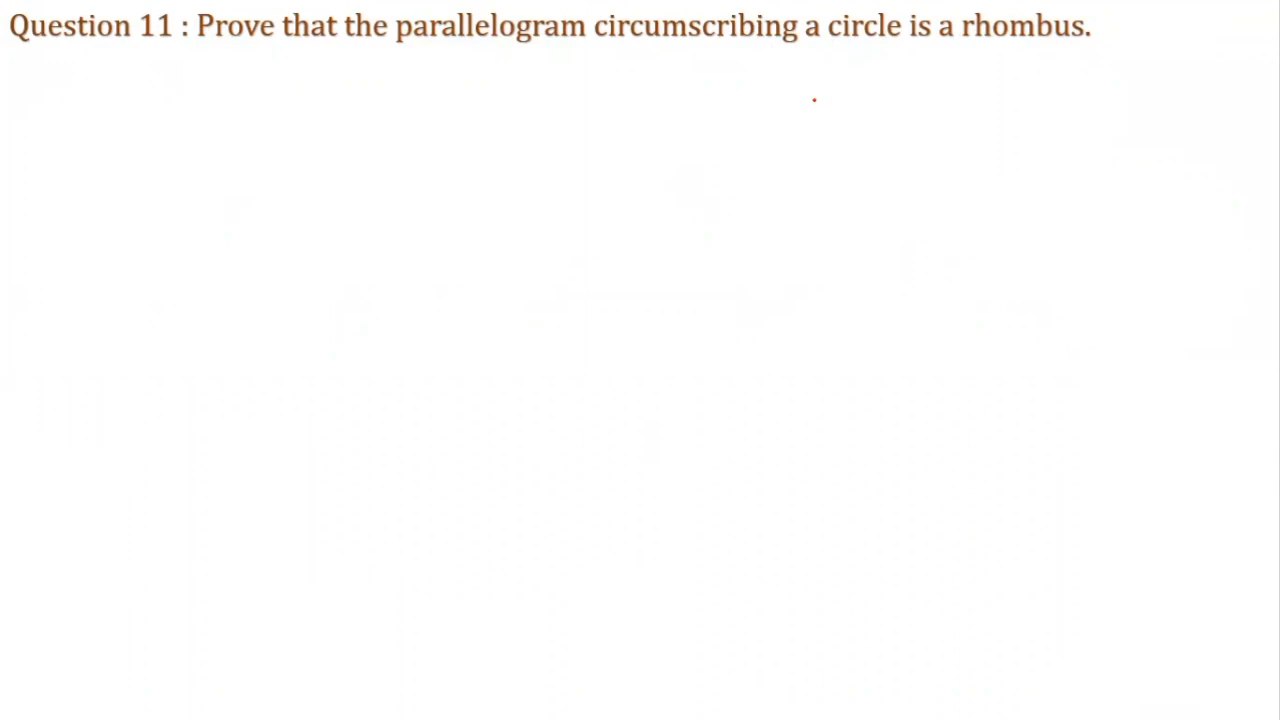 Question 11 : Prove that the parallelogram circumscribing a circle is a rhombus.